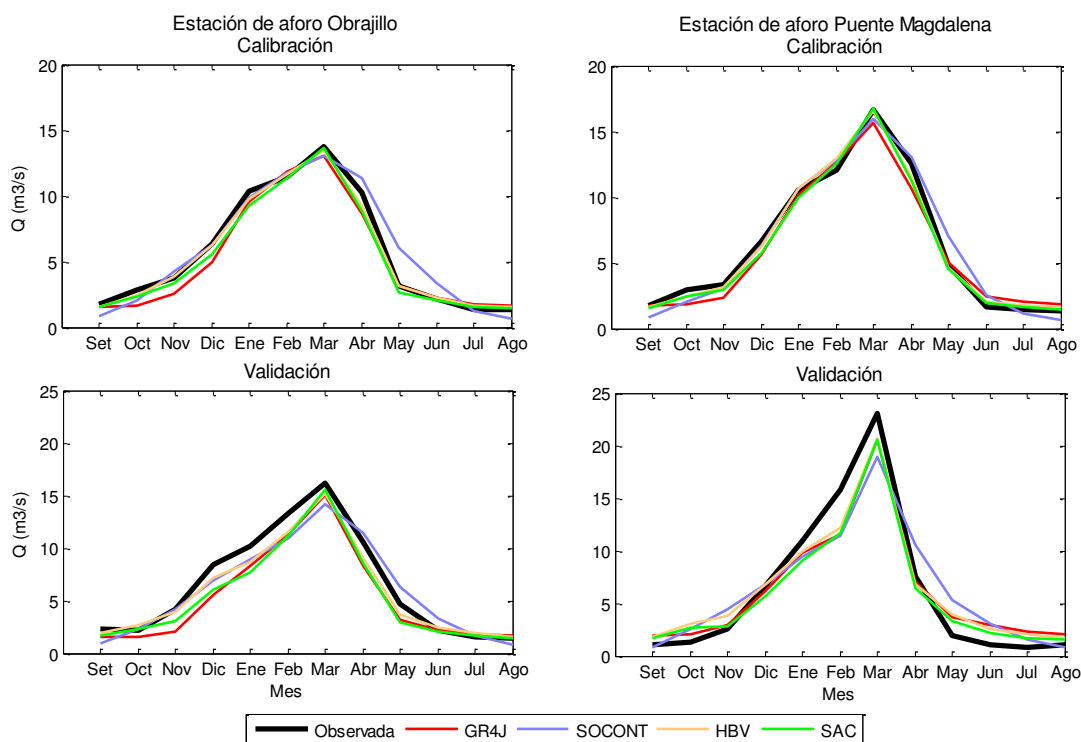 Estación de aforo Obrajillo
Calibración
20
15
10
5
0
Q (m3/s)
Set Oct Nov Dic Ene Feb Mar Abr May Jun Jul Ago
Estación de aforo Puente Magdalena
Calibración
20
15
10
5
0
Set Oct Nov Dic Ene Feb Mar Abr May Jun Jul Ago
Validación
25
20
15
10
5
0
Q (m3/s)
Set Oct Nov Dic Ene Feb Mar Abr May Jun Jul Ago
Mes
Validación
25
20
15
10
5
0
Set Oct Nov Dic Ene Feb Mar Abr May Jun Jul Ago
Mes
Observada GR4J SOCONT HBV SAC